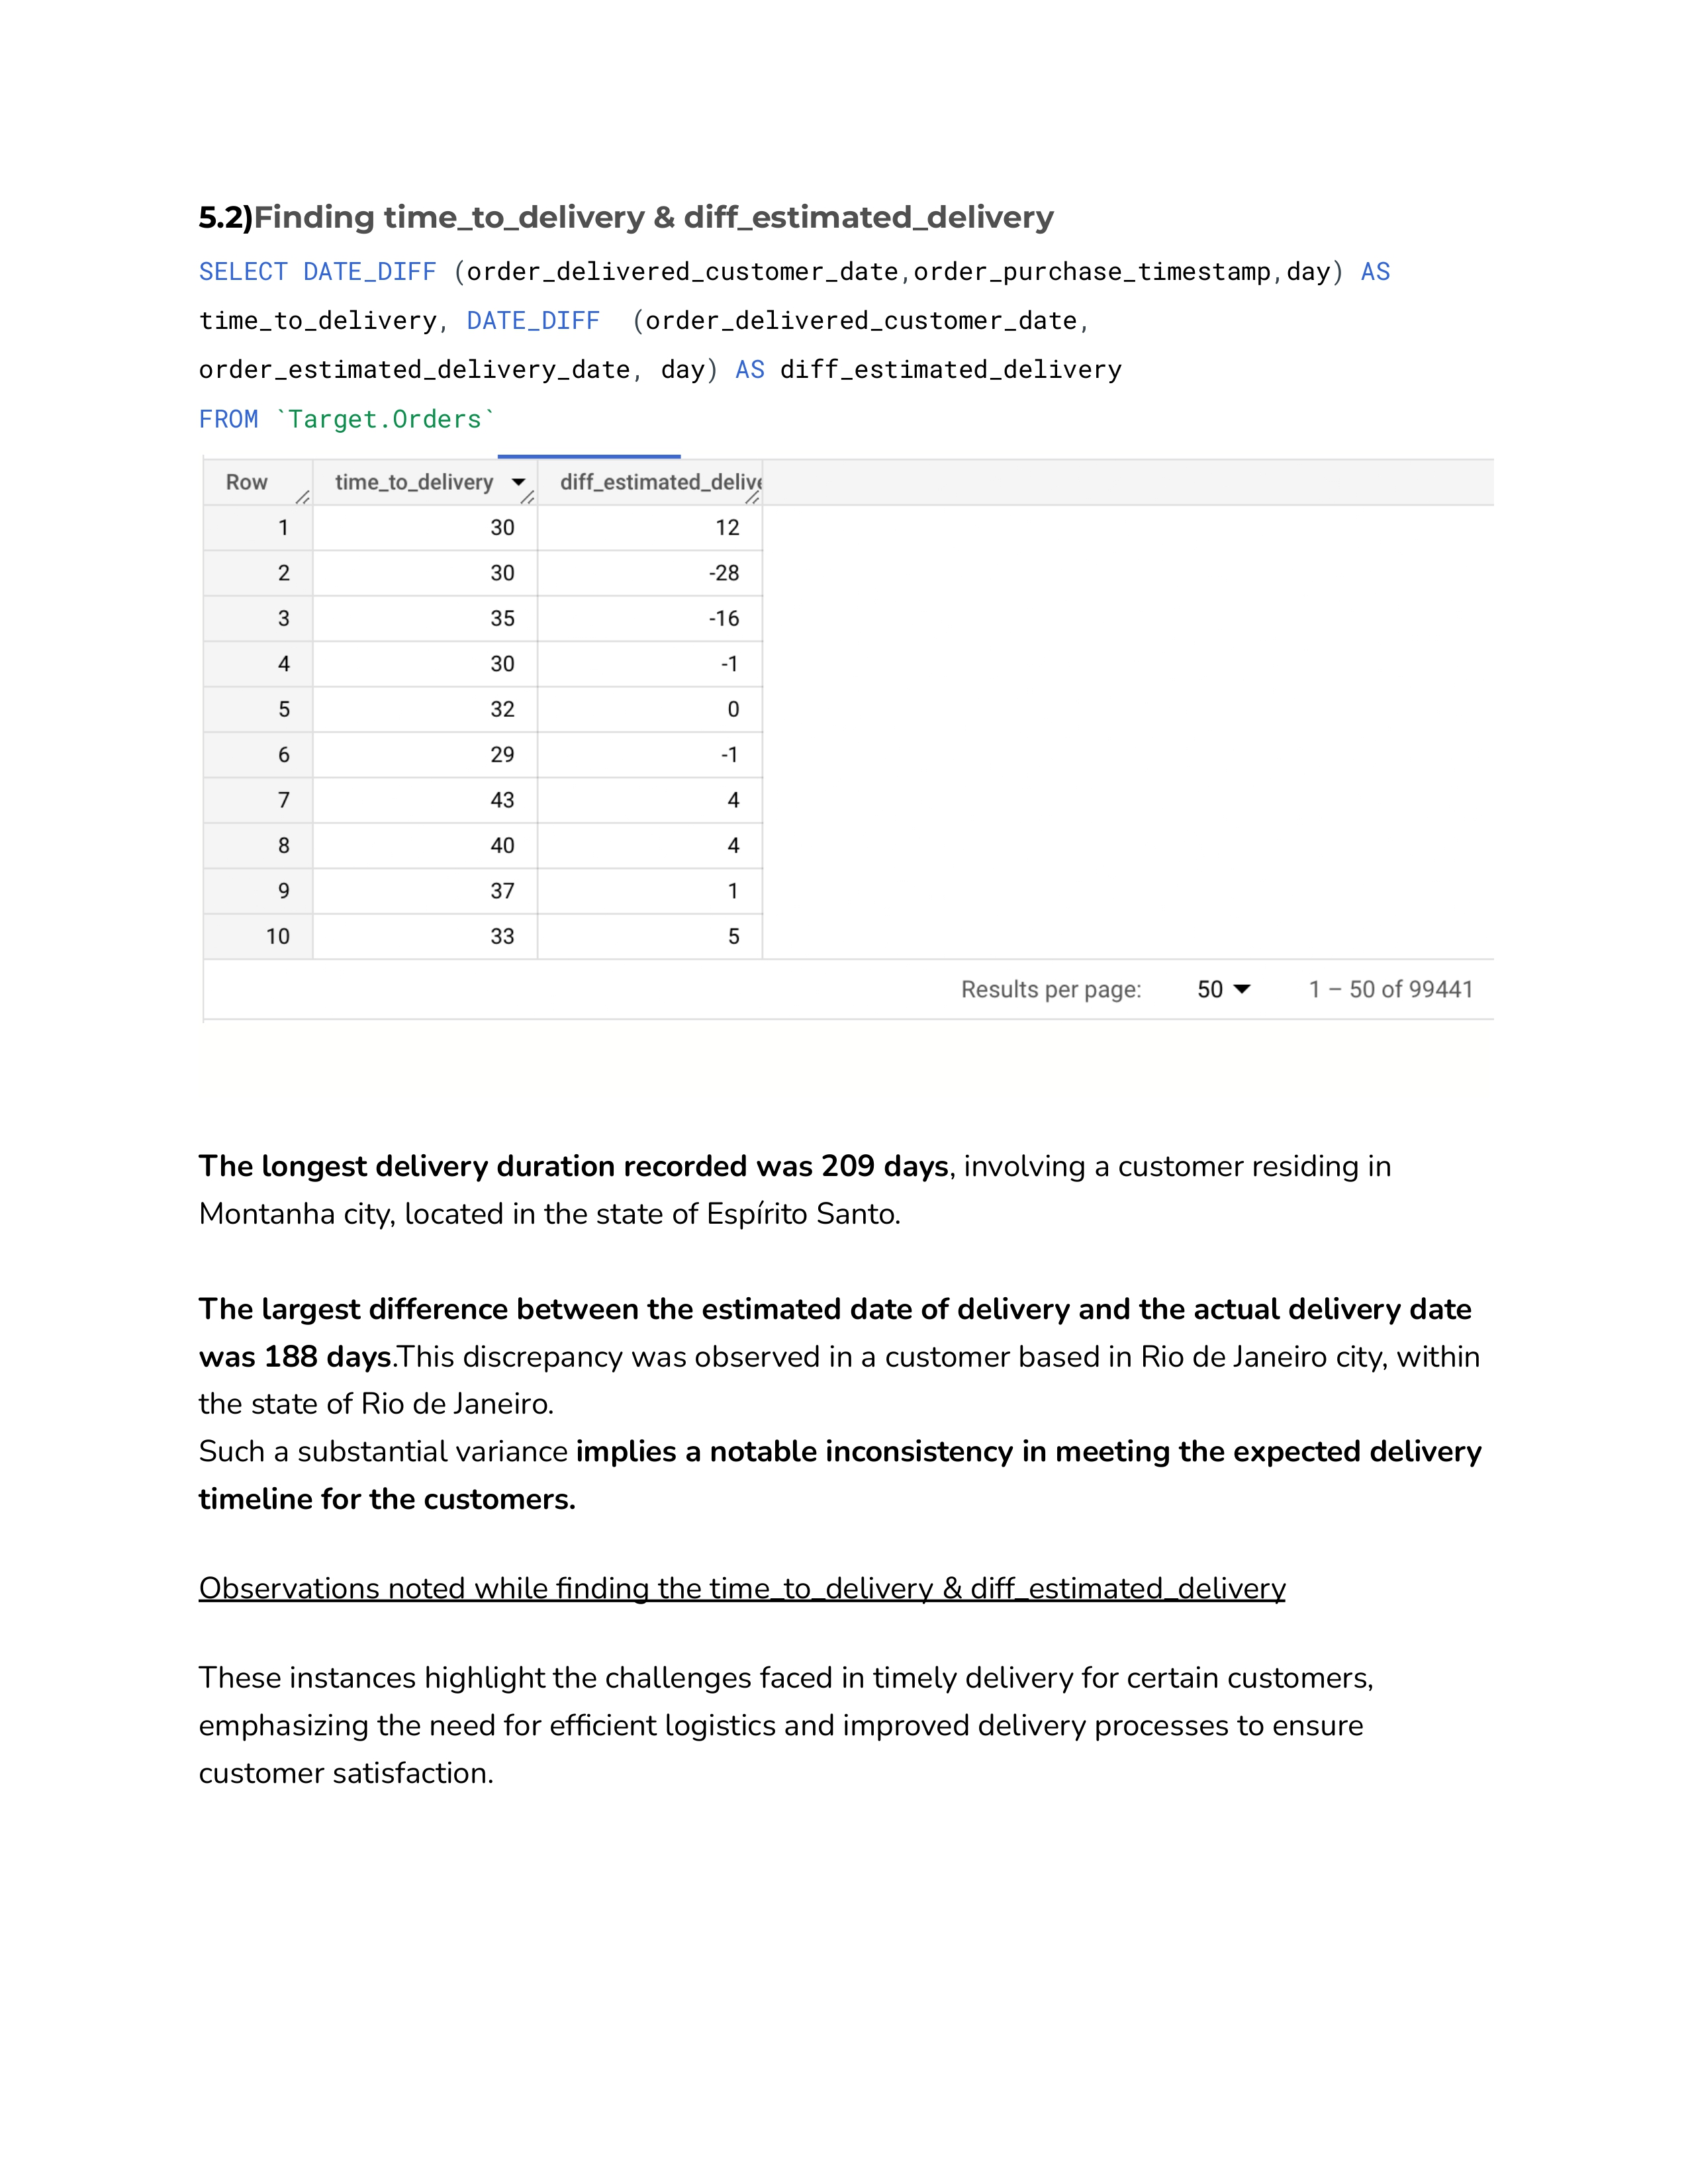 5.2)Finding time_to_delivery & diff_estimated_delivery
SELECT DATE_DIFF (order_delivered_customer_date,order_purchase_timestamp,day) AS
time_to_delivery, DATE_DIFF  (order_delivered_customer_date,
order_estimated_delivery_date, day) AS diff_estimated_delivery
FROM `Target.Orders`
Row time_to_delivery diff_estimated_delive
1 30 12
2 30 -28
3 35 -16
4 30 -1
5 32 0
6 29 -1
7 43 4
8 40 4
9 37 1
10 33 5
Results per page: 50 1 – 50 of 99441
The longest delivery duration recorded was 209 days, involving a customer residing in
Montanha city, located in the state of Espírito Santo.
The largest difference between the estimated date of delivery and the actual delivery date
was 188 days.This discrepancy was observed in a customer based in Rio de Janeiro city, within
the state of Rio de Janeiro.
Such a substantial variance implies a notable inconsistency in meeting the expected delivery
timeline for the customers.
Observations noted while finding the time_to_delivery & diff_estimated_delivery
These instances highlight the challenges faced in timely delivery for certain customers,
emphasizing the need for efficient logistics and improved delivery processes to ensure
customer satisfaction.